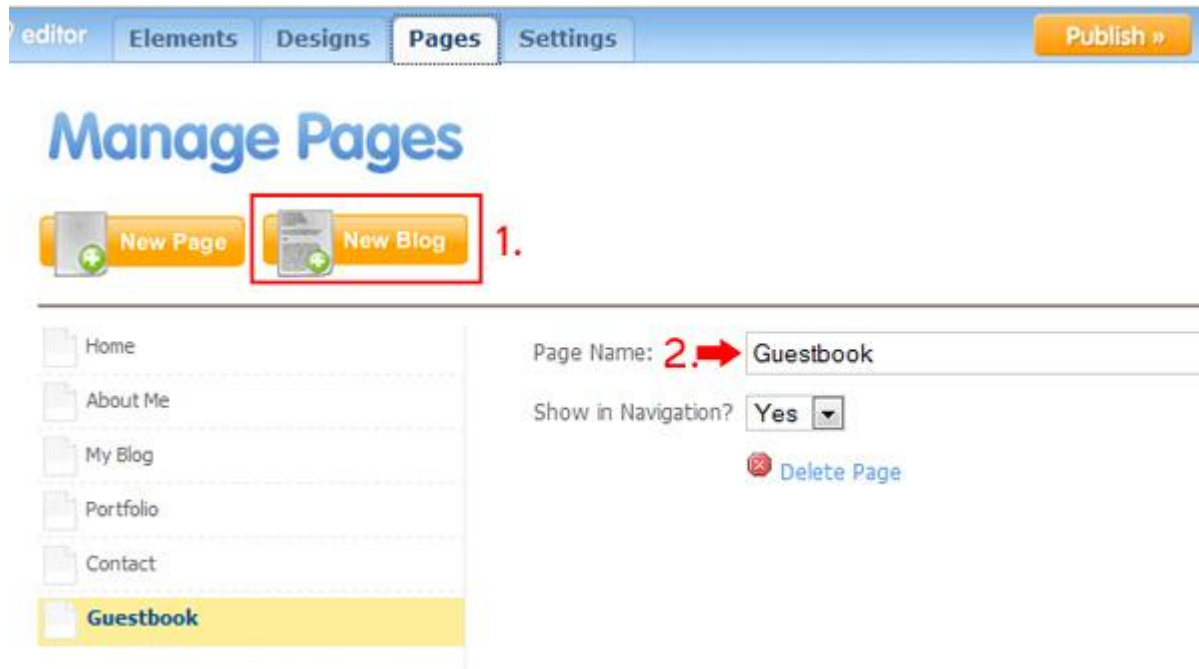 editor Elements Designs Pages Settings Publish »
Manage Pages
New Page New Blog 1.
Home
About Me
My Blog
Portfolio
Contact
Guestbook
Page Name: 2. Guestbook
Show in Navigation? Yes
Delete Page